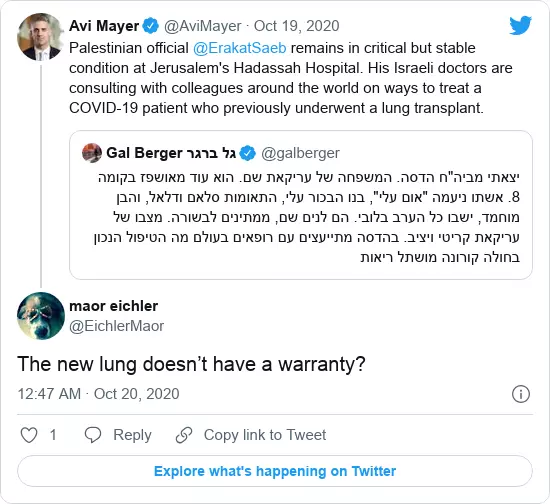 Avi Mayer @AviMayer · Oct 19, 2020
Palestinian official @ErakatSaeb remains in critical but stable
condition at Jerusalem's Hadassah Hospital. His Israeli doctors are
consulting with colleagues around the world on ways to treat a
COVID-19 patient who previously underwent a lung transplant.
Gal Berger גל ברגר @galberger
יצאתי מביה"ח הדסה. המשפחה של עריקאת שם. הוא עוד מאושפז בקומה
8. אשתו ניעמה "אום עלי", בנו הבכור עלי, התאומות סלאם ודלאל, והבן
מוחמד, ישבו כל הערב בלובי. הם לנים שם, ממתינים לבשורה. מצבו של
עריקאת קריטי ויציב. בהדסה מתייעצים עם רופאים בעולם מה הטיפול הנכון
בחולה קורונה מושתל ריאות
maor eichler
@EichlerMaor
The new lung doesn’t have a warranty?
12:47 AM · Oct 20, 2020
1 Reply Copy link to Tweet
Explore what's happening on Twitter